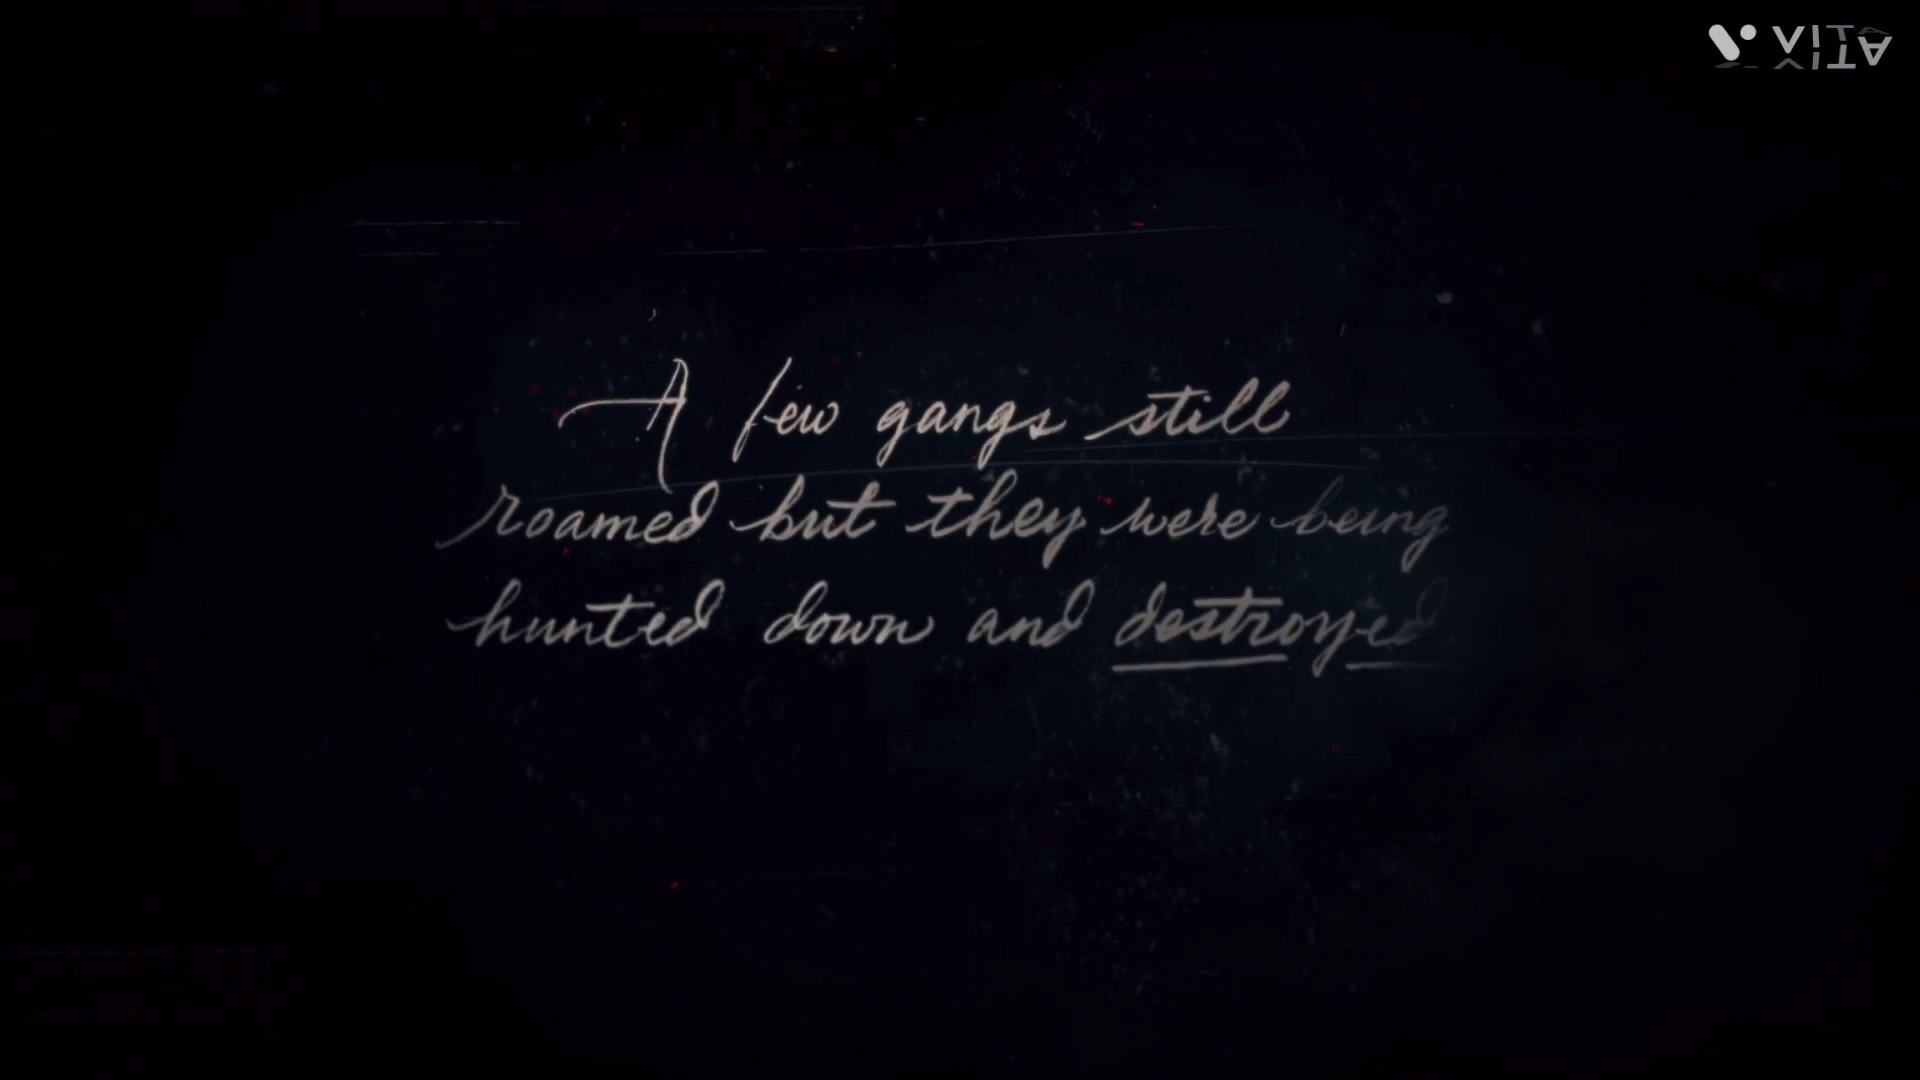 VITA
A few gangs still
roamed but they were being
hunted down and destroyed